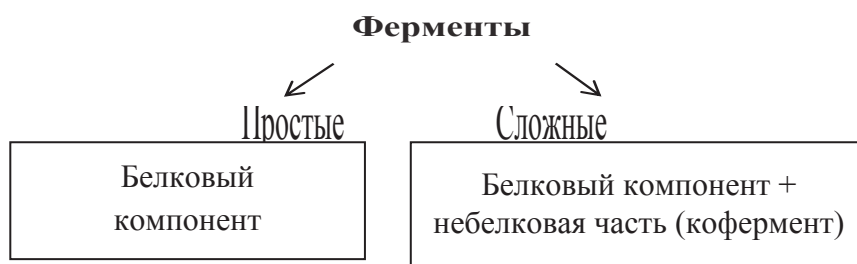 Ферменты
Простые
Сложные
Белковый
компонент
Белковый компонент +
небелковая часть (кофермент)